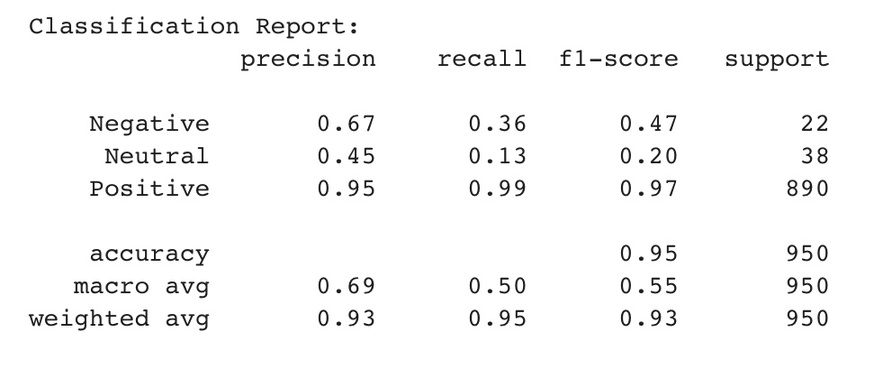 Classification Report:
precision recall f1-score support
Negative 0.67 0.36 0.47 22
Neutral 0.45 0.13 0.20 38
Positive 0.95 0.99 0.97 890
accuracy 0.95 950
macro avg 0.69 0.50 0.55 950
weighted avg 0.93 0.95 0.93 950